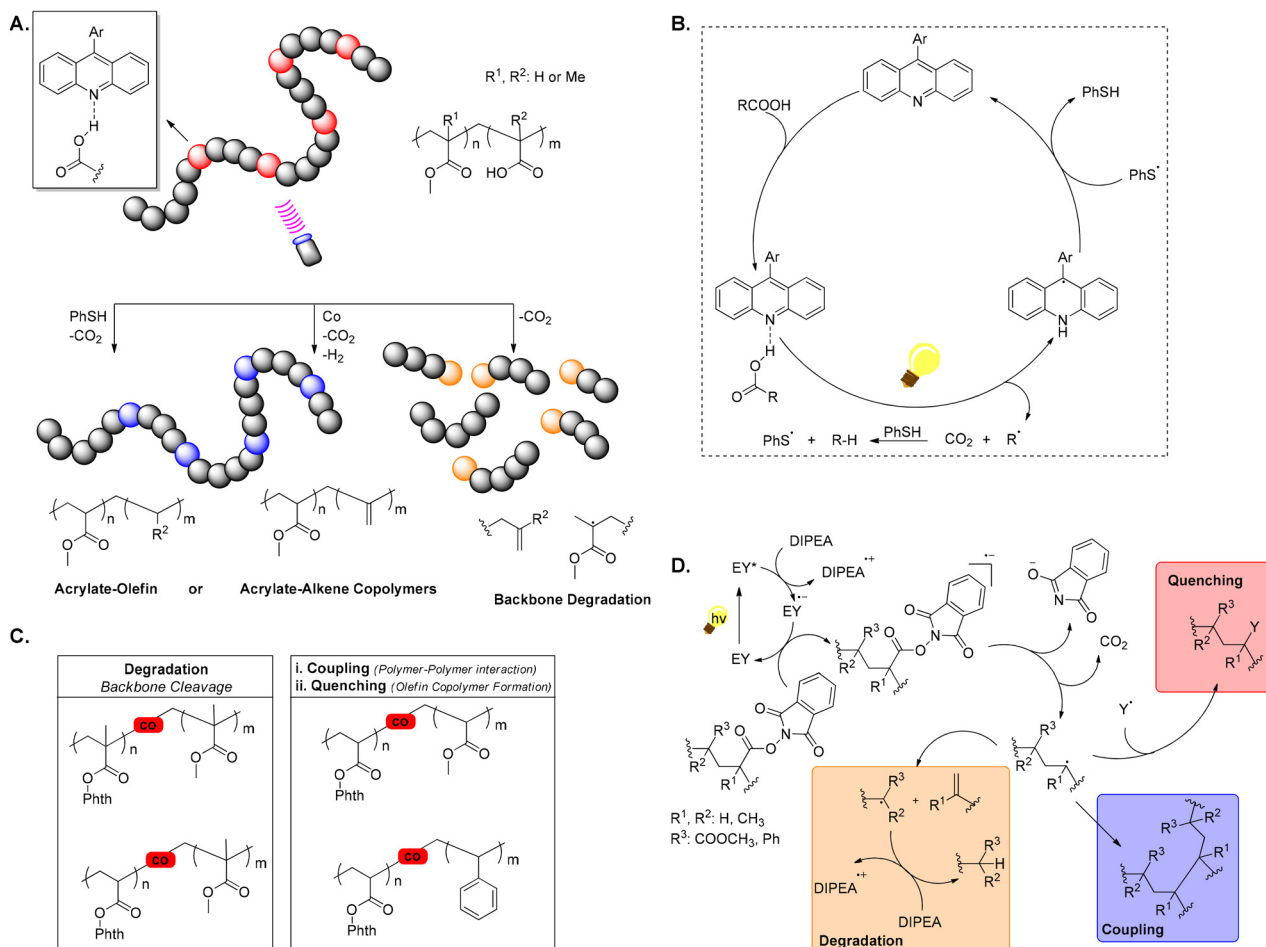 A.
Ar
N
H
O
O
R1, R2: H or Me
R1
R2
n
m
O
O
HO
O
PhSH
-CO2
Co
-CO2
-H2
-CO2
n
m
O
R2
O
n
m
O
O
R2
O
O
Acrylate-Olefin or Acrylate-Alkene Copolymers
Backbone Degradation
B.
Ar
N
RCOOH
PhSH
PhS•
Ar
N
H
O
O
R
Ar
•
N
H
PhS• + R-H
PhSH
CO2 + R•
C.
Degradation
Backbone Cleavage
co
n
m
O
O
Phth
O
O
co
n
m
O
O
Phth
O
O
i. Coupling (Polymer-Polymer interaction)
ii. Quenching (Olefin Copolymer Formation)
co
n
m
O
O
Phth
O
O
co
n
m
O
O
Phth
D.
DIPEA
EY*
DIPEA•+
EY•−
hv
EY
•−
R3
R2
R1
O
O
N
O
O
R3
R2
R1
O
O
N
O
O
R1, R2: H, CH3
R3: COOCH3, Ph
−
O
N
O
CO2
Y•
R3
R2
R1
•
Quenching
R3
R2
R1
Y
R3
•
R2
+
R1
DIPEA•+
DIPEA
R3
H
R2
Degradation
R3
R2
R1
R3
R2
R1
Coupling